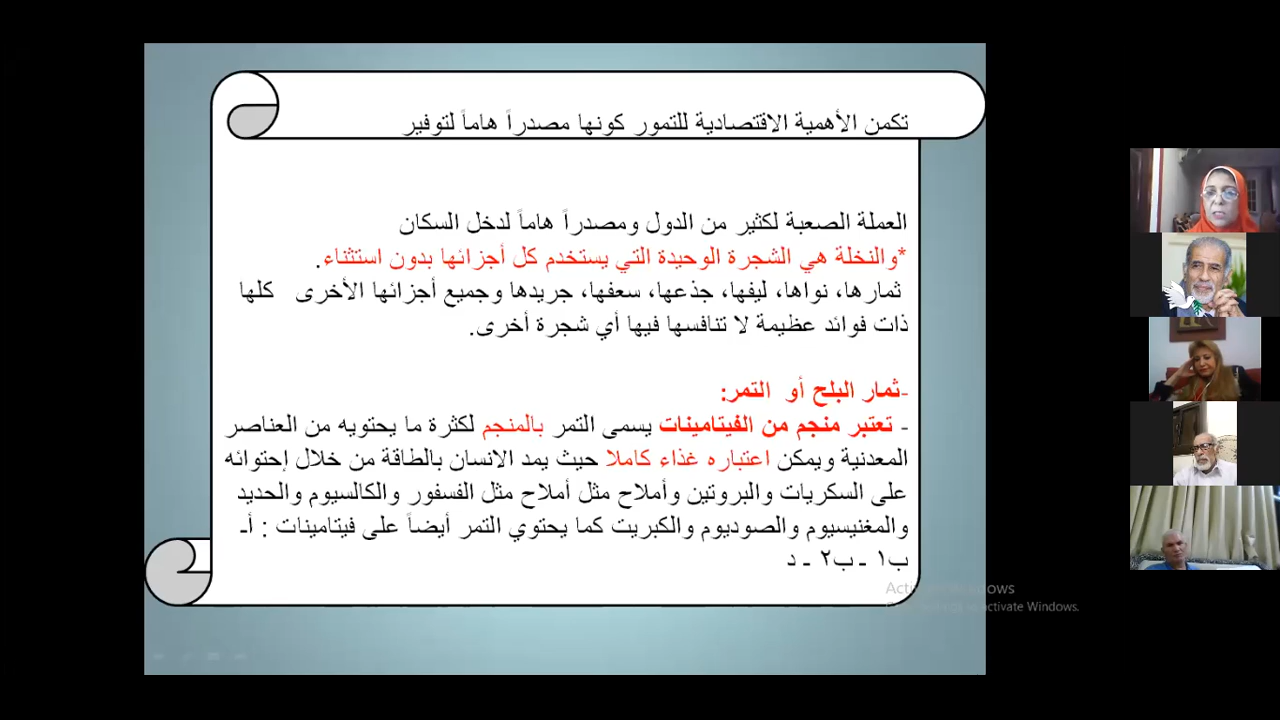 تكمن الأهمية الاقتصادية للتمور كونها مصدراً هاماً لتوفير
العملة الصعبة لكثير من الدول ومصدراً هاماً لدخل السكان
*والنخلة هي الشجرة الوحيدة التي يستخدم كل أجزائها بدون استثناء.
ثمارها، نواها، ليفها، جذعها، سعفها، جريدها وجميع أجزائها الأخرى كلها
ذات فوائد عظيمة لا تنافسها فيها أي شجرة أخرى.
-ثمار البلح أو التمر:
- تعتبر منجم من الفيتامينات يسمى التمر بالمنجم لكثرة ما يحتويه من العناصر
المعدنية ويمكن اعتباره غذاء كاملا حيث يمد الانسان بالطاقة من خلال إحتوائه
على السكريات والبروتين وأملاح مثل أملاح مثل الفسفور والكالسيوم والحديد
والمغنيسيوم والصوديوم والكبريت كما يحتوي التمر أيضاً على فيتامينات : أـ
ب١ ـ ب٢ ـ د
activate Windows.